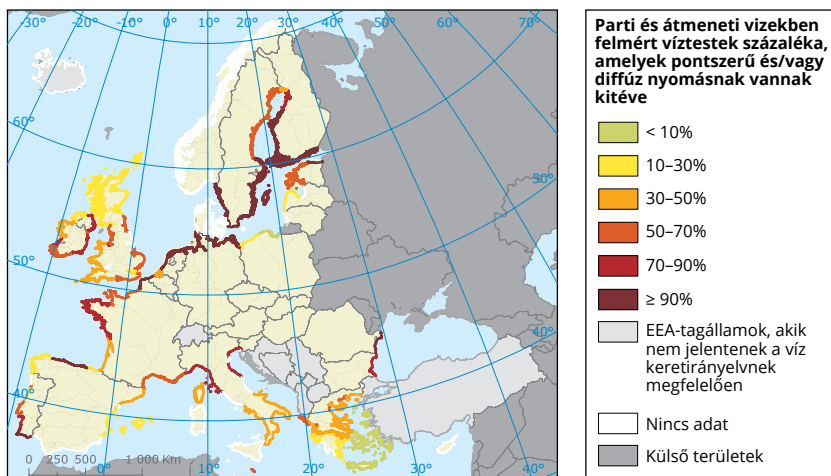 -30°
-20°
-10°
0°
10°
20°
30°
40°
50°
60°
70°
60°
50°
50°
40°
40°
0 250 500 1 000 Km
0°
10°
20°
30°
40°
Parti és átmeneti vizekben
felmért víztestek százaléka,
amelyek pontszerű és/vagy
diffúz nyomásnak vannak
kitéve
< 10%
10–30%
30–50%
50–70%
70–90%
≥ 90%
EEA-tagállamok, akik
nem jelentenek a víz
keretirányelvnek
megfelelően
Nincs adat
Külső területek